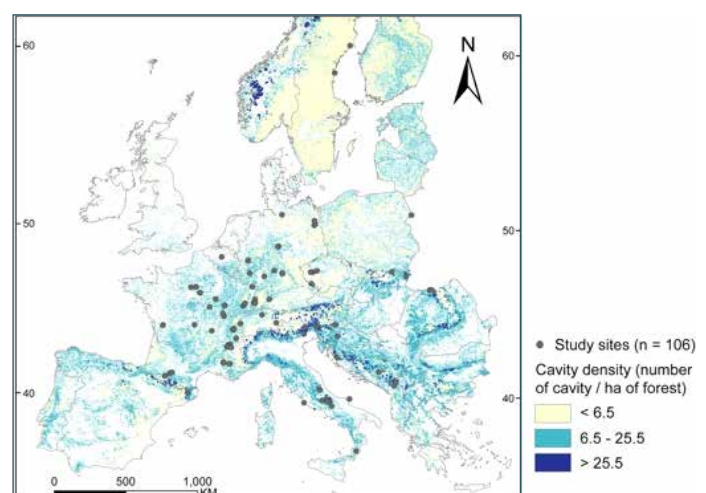 60
N
60
50
50
40
40
0 500 1,000
KM
Study sites (n = 106)
Cavity density (number
of cavity / ha of forest)
< 6.5
6.5 - 25.5
> 25.5